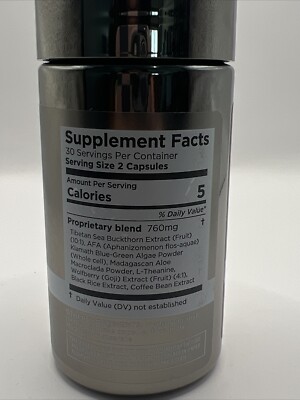 Supplement Facts
30 Servings Per Container
Serving Size 2 Capsules
Amount Per Serving
Calories 5
% Daily Value*
Proprietary blend 760mg †
Tibetan Sea Buckthorn Extract (Fruit)
(10:1), AFA (Aphanizomenon flos-aquae)
Klamath Blue-Green Algae Powder
(Whole cell), Madagascan Aloe
Macroclada Powder, L-Theanine,
Wolfberry (Goji) Extract (Fruit) (4:1),
Black Rice Extract, Coffee Bean Extract
† Daily Value (DV) not established